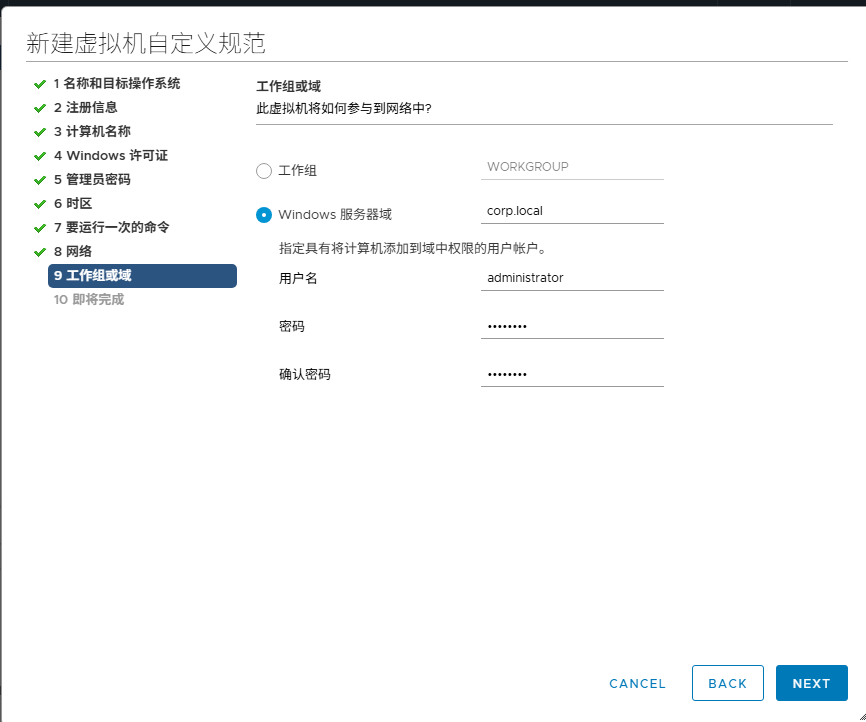 新建虚拟机自定义规范
1 名称和目标操作系统
2 注册信息
3 计算机名称
4 Windows 许可证
5 管理员密码
6 时区
7 要运行一次的命令
8 网络
9 工作组或域
10 即将完成
工作组或域
此虚拟机将如何参与到网络中?
工作组 WORKGROUP
Windows 服务器域 corp.local
指定具有将计算机添加到域中权限的用户帐户。
用户名 administrator
密码 ••••••••
确认密码 ••••••••
CANCEL BACK NEXT